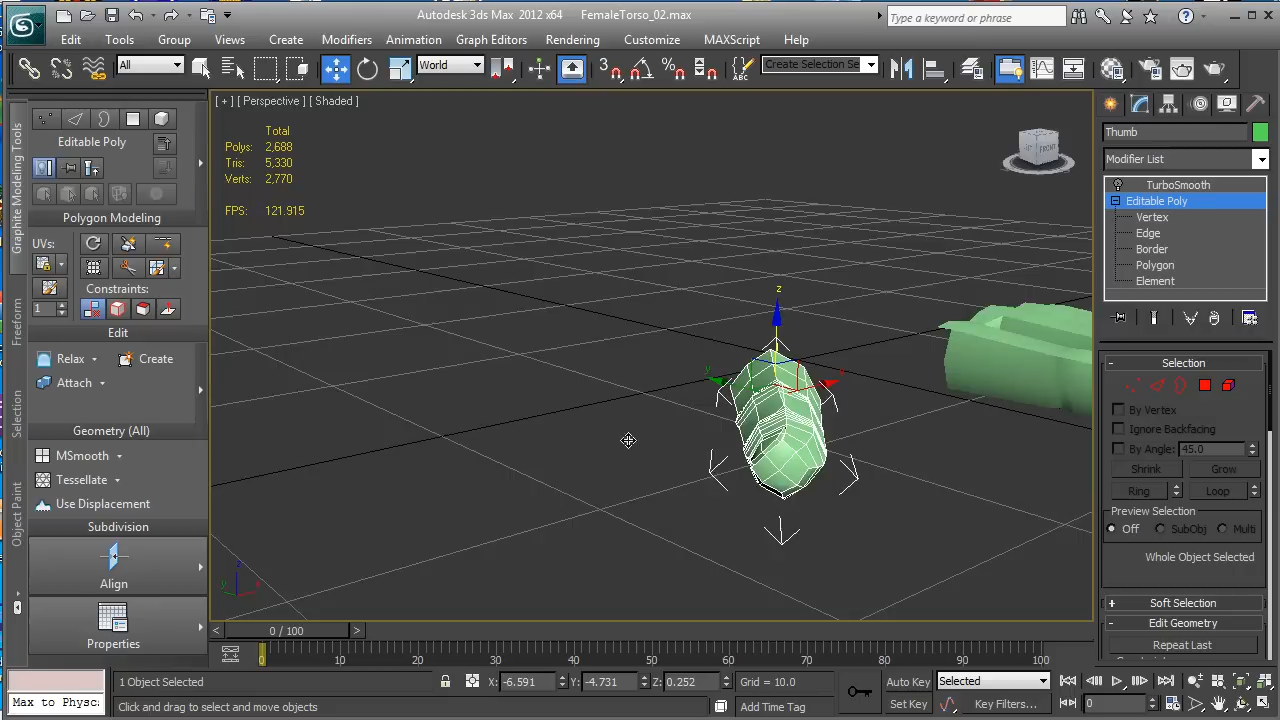 Autodesk 3ds Max 2012 x64 FemaleTorso_02.max
Type a keyword or phrase
Edit Tools Group Views Create Modifiers Animation Graph Editors Rendering Customize MAXScript Help
All World Create Selection Se
Graphite Modeling Tools
Freeform
Selection
Object Paint
Editable Poly
Polygon Modeling
UVs:
Constraints:
1
Edit
Relax Create
Attach
Geometry (All)
MSmooth
Tessellate
Use Displacement
Subdivision
Align
Properties
[ + ] [ Perspective ] [ Shaded ]
Total
Polys: 2,688
Tris: 5,330
Verts: 2,770
FPS: 121.915
FRONT
z
y
x
z
y
x
Thumb
Modifier List
TurboSmooth
Editable Poly
Vertex
Edge
Border
Polygon
Element
Selection
By Vertex
Ignore Backfacing
By Angle: 45.0
Shrink Grow
Ring Loop
Preview Selection
Off SubObj Multi
Whole Object Selected
Soft Selection
Edit Geometry
Repeat Last
< 0 / 100 >
0 10 20 30 40 50 60 70 80 90 100
1 Object Selected X: -6.591 Y: -4.731 Z: 0.252 Grid = 10.0 Auto Key Selected
Max to Physc. Click and drag to select and move objects Add Time Tag Set Key Key Filters... 0